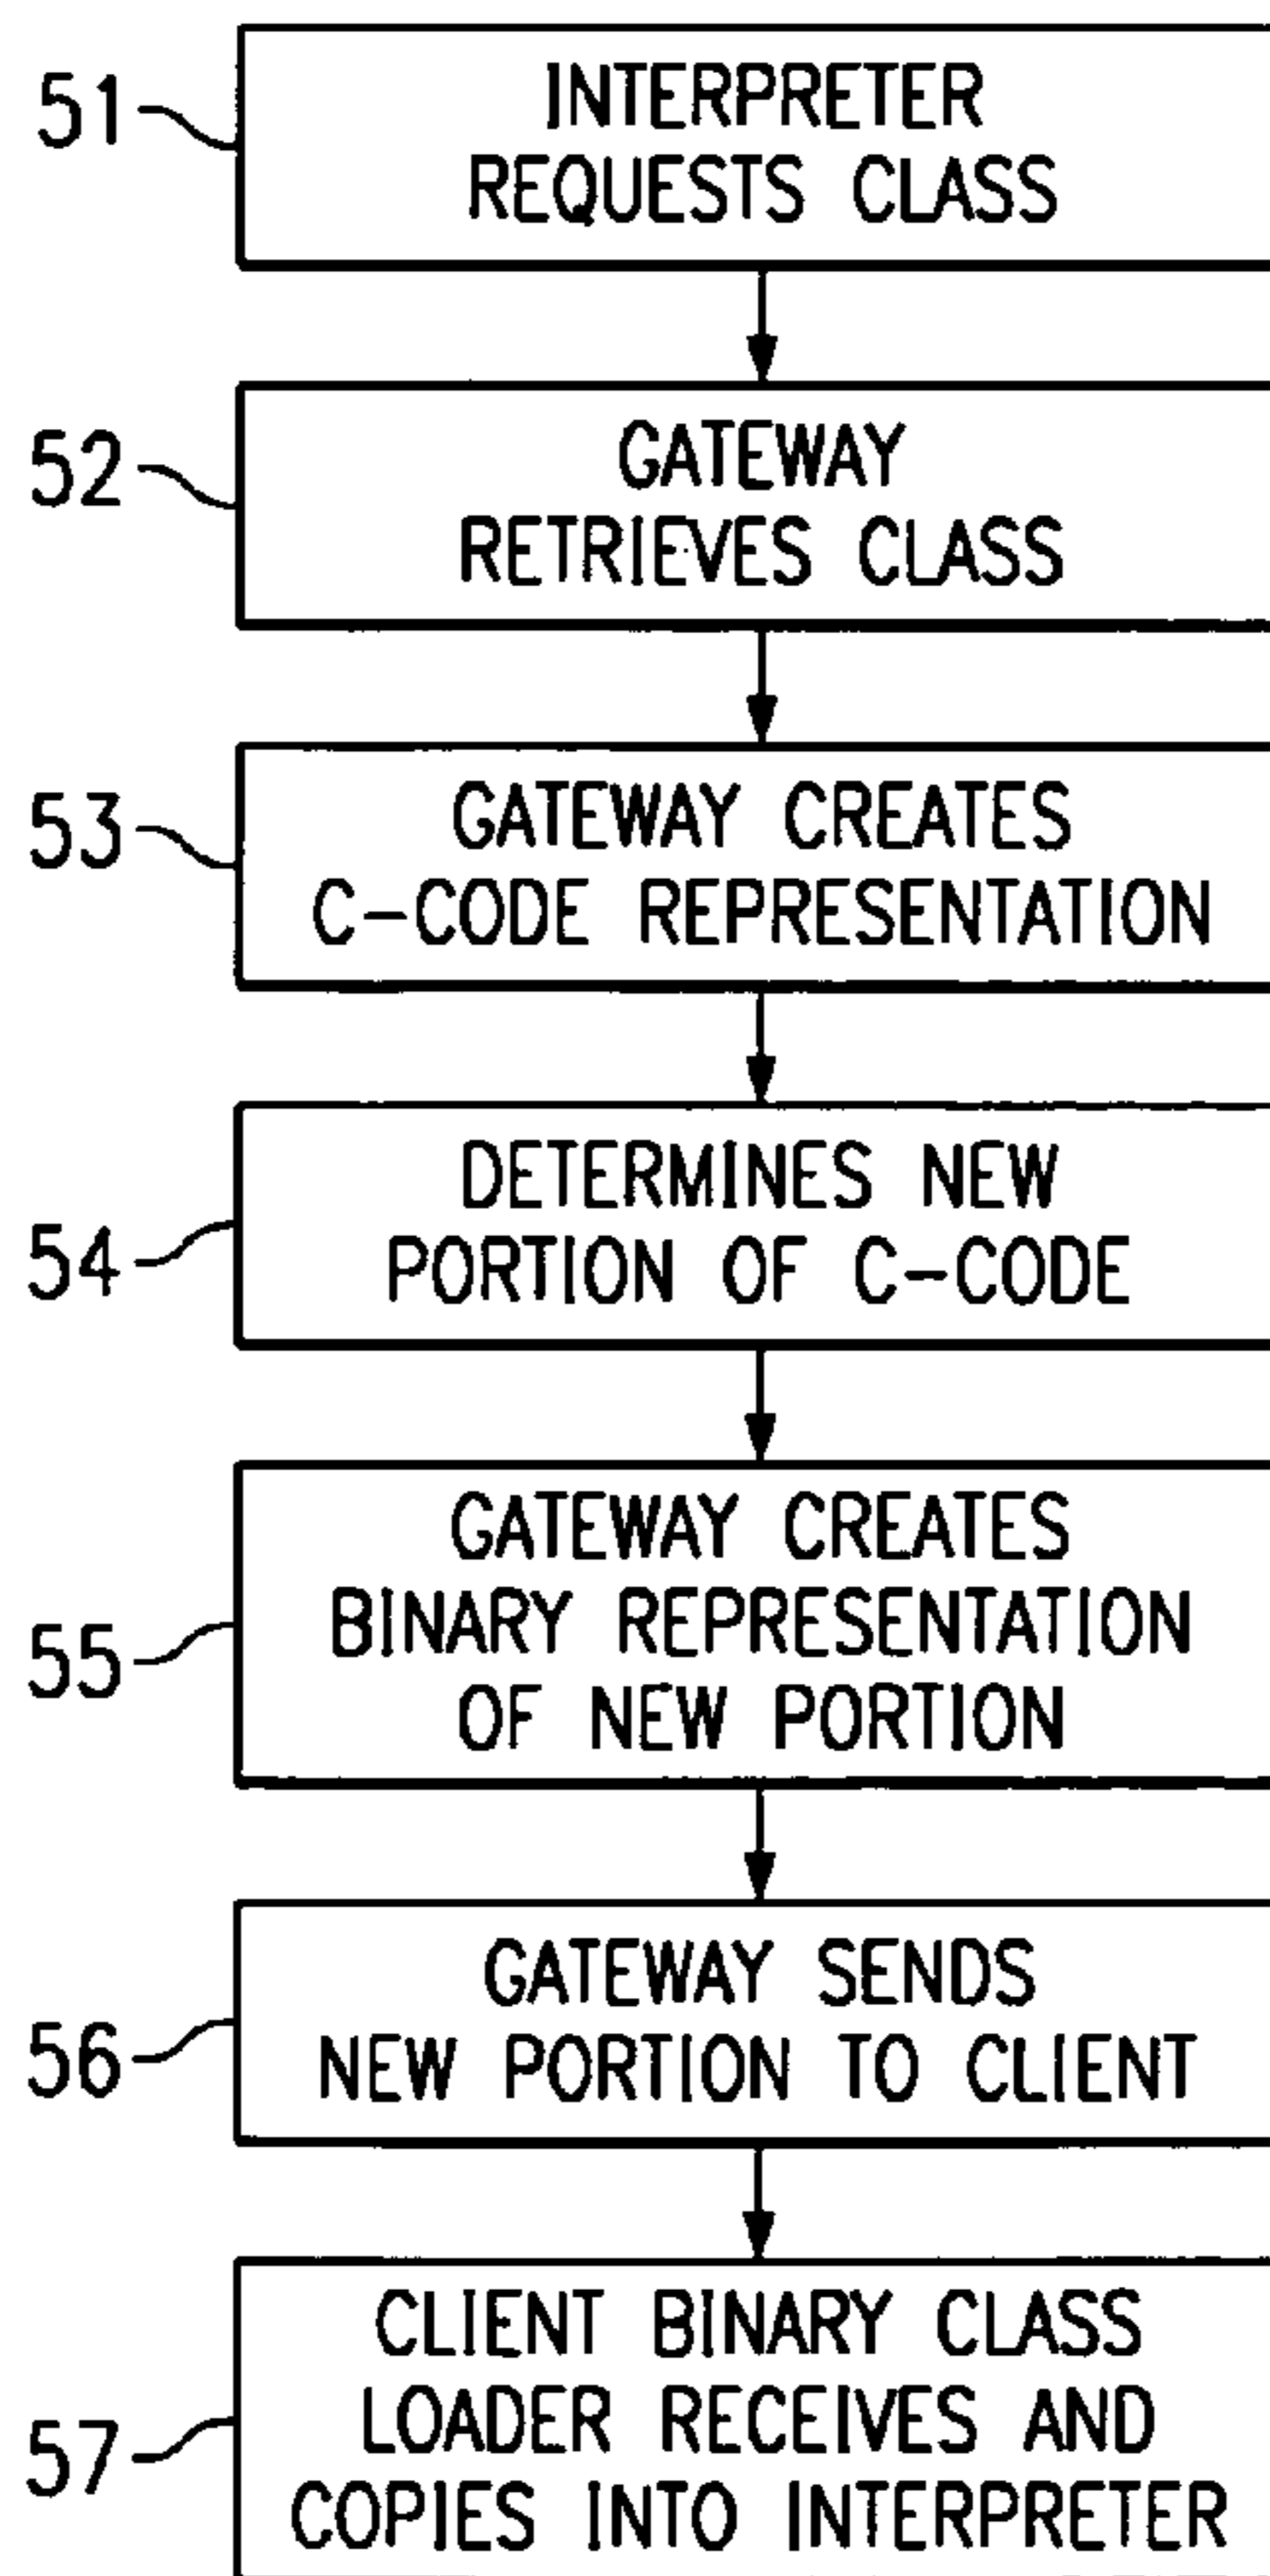 51
INTERPRETER
REQUESTS CLASS
52
GATEWAY
RETRIEVES CLASS
53
GATEWAY CREATES
C-CODE REPRESENTATION
54
DETERMINES NEW
PORTION OF C-CODE
55
GATEWAY CREATES
BINARY REPRESENTATION
OF NEW PORTION
56
GATEWAY SENDS
NEW PORTION TO CLIENT
57
CLIENT BINARY CLASS
LOADER RECEIVES AND
COPIES INTO INTERPRETER